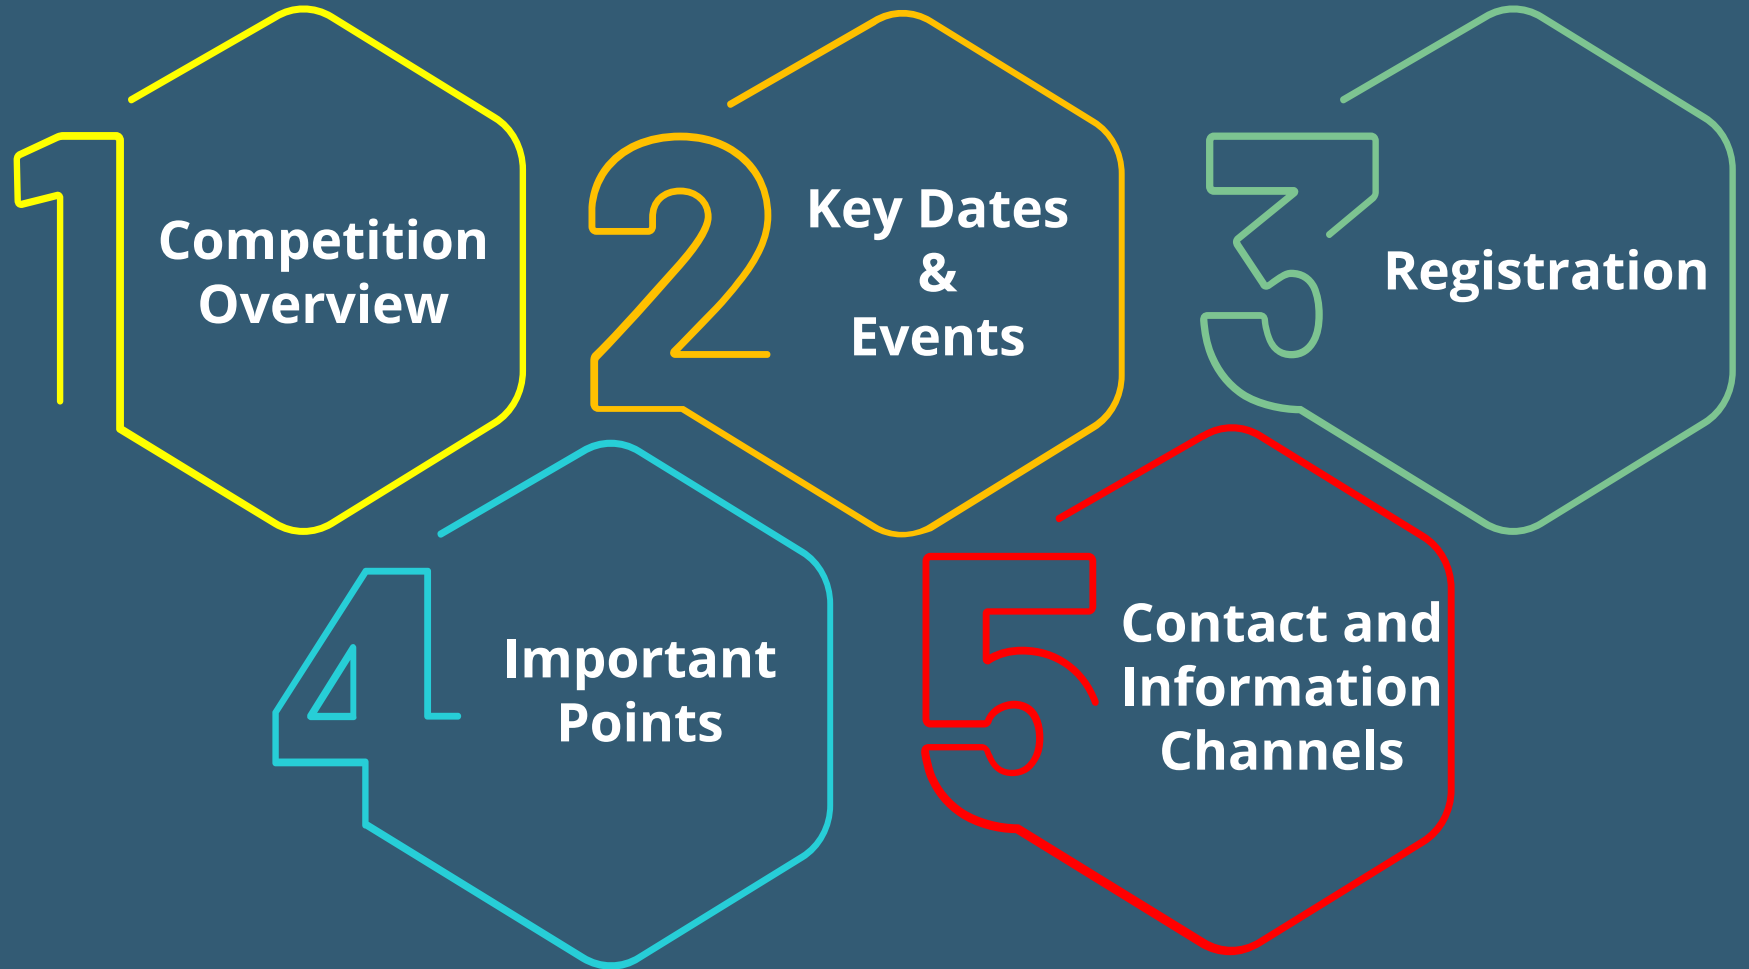 1
Competition
Overview
2
Key Dates
&
Events
3
Registration
4
Important
Points
5
Contact and
Information
Channels